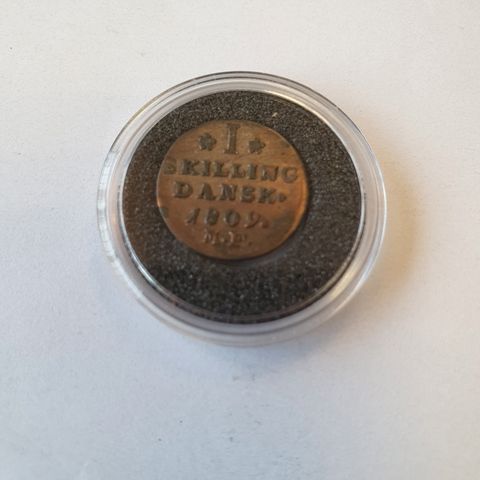 ★ I ★
SKILLING
DANSK.
1809.
M.F.